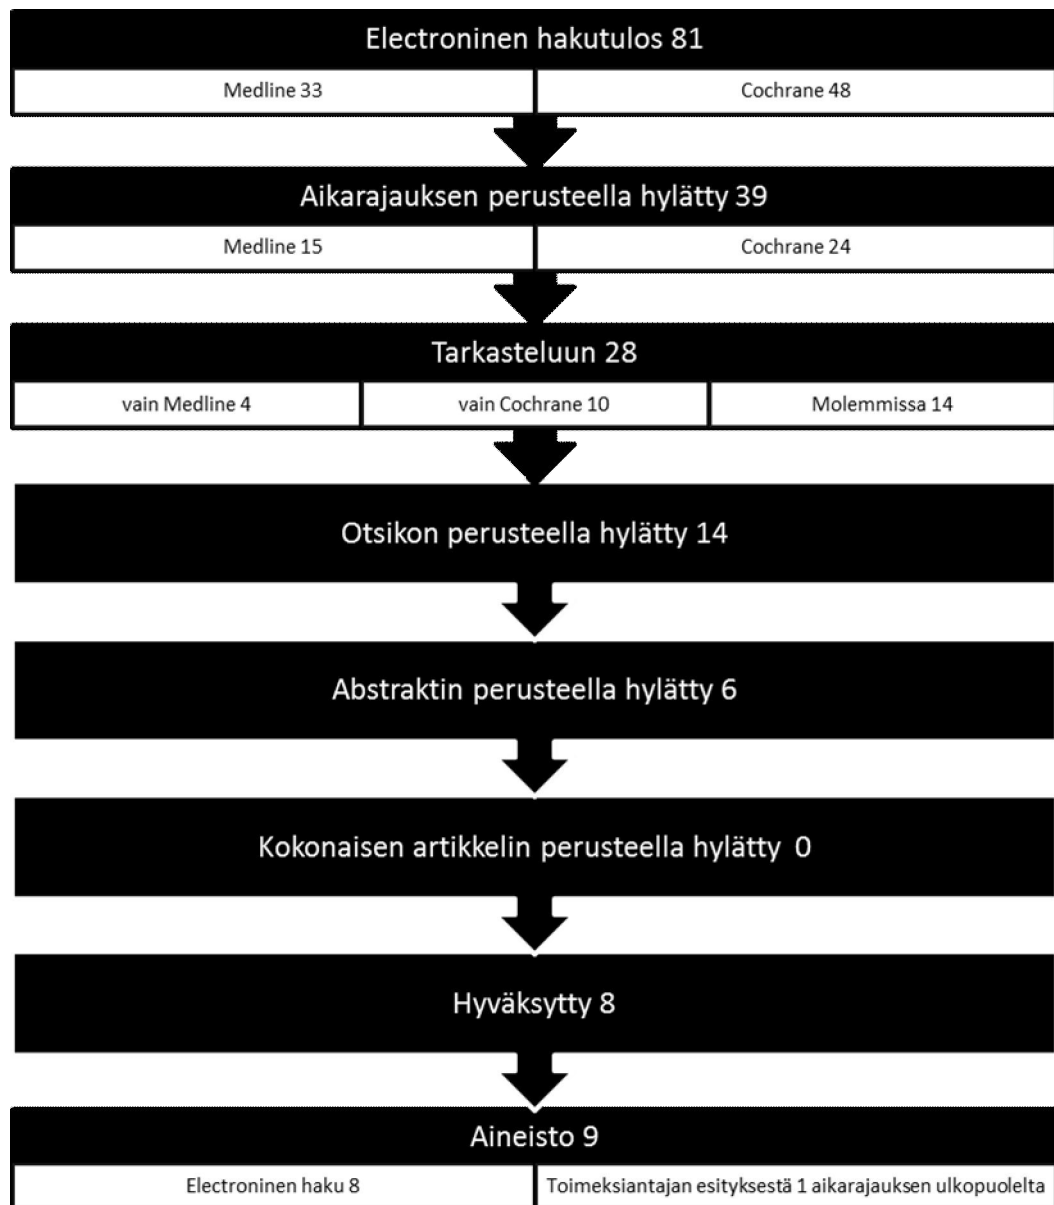 Electroninen hakutulos 81
Medline 33
Cochrane 48
Aikarajauksen perusteella hylätty 39
Medline 15
Cochrane 24
Tarkasteluun 28
vain Medline 4
vain Cochrane 10
Molemmissa 14
Otsikon perusteella hylätty 14
Abstraktin perusteella hylätty 6
Kokonaisen artikkelin perusteella hylätty 0
Hyväksytty 8
Aineisto 9
Electroninen haku 8
Toimeksiantajan esityksestä 1 aikarajauksen ulkopuolelta